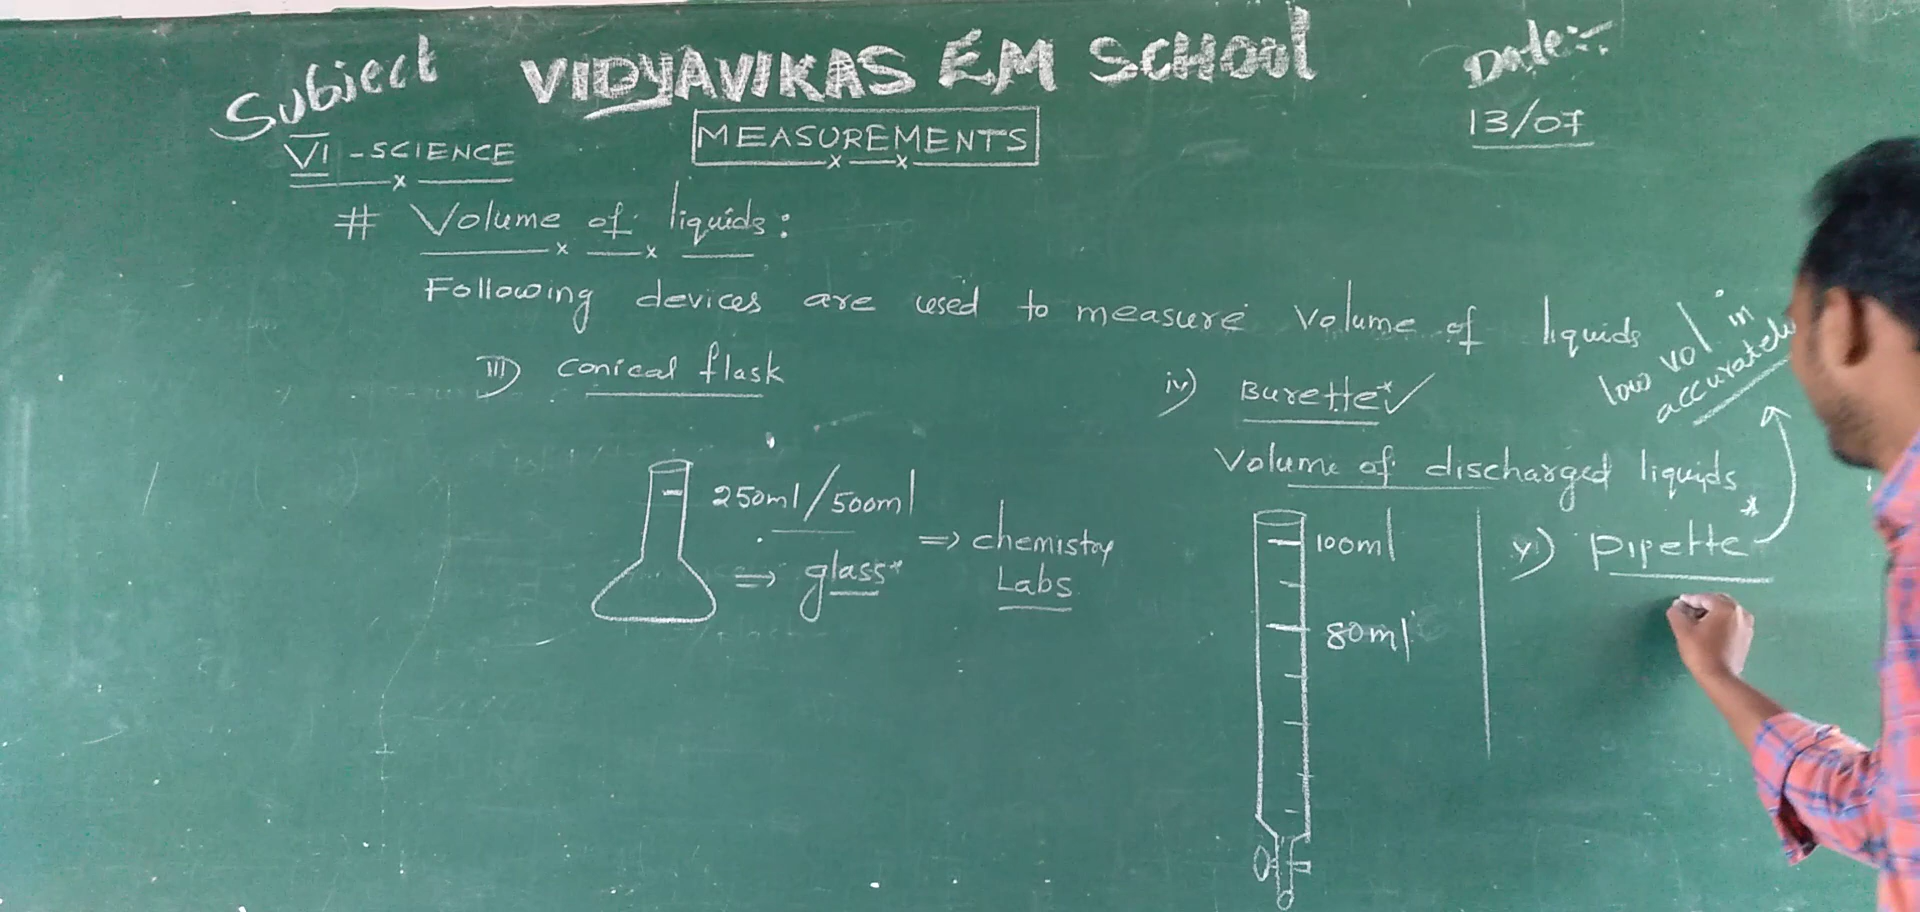 Subject VIDYAVIKAS EM SCHOOL Date:-
13/07
VI - SCIENCE
MEASUREMENTS
# Volume of liquids:
Following devices are used to measure volume of liquids
III) conical flask
250ml/500ml
=> glass*
=> chemistry
Labs
iv) Burette*✓
Volume of discharged liquids
100ml
80ml
v) Pipette*
low vol in
accurately